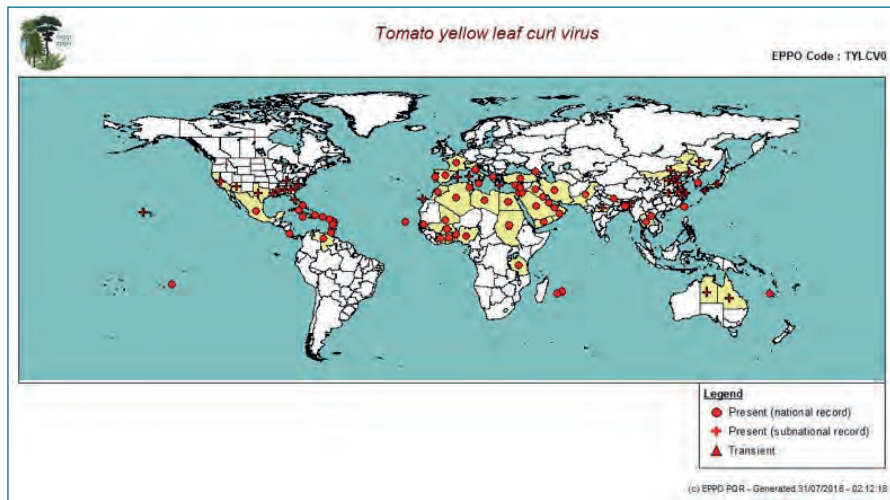 Tomato yellow leaf curl virus
EPPO Code : TYLCV0
Legend
Present (national record)
Present (subnational record)
Transient
(c) EPPO PQR - Generated 31/07/2016 - 02:12:18